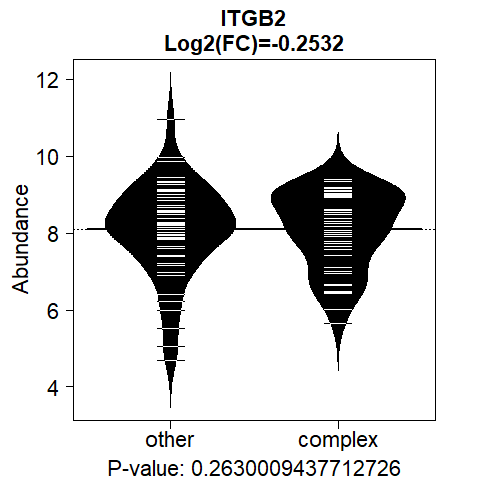 ITGB2
Log2(FC)=-0.2532
Abundance
12
10
8
6
4
other complex
P-value: 0.2630009437712726